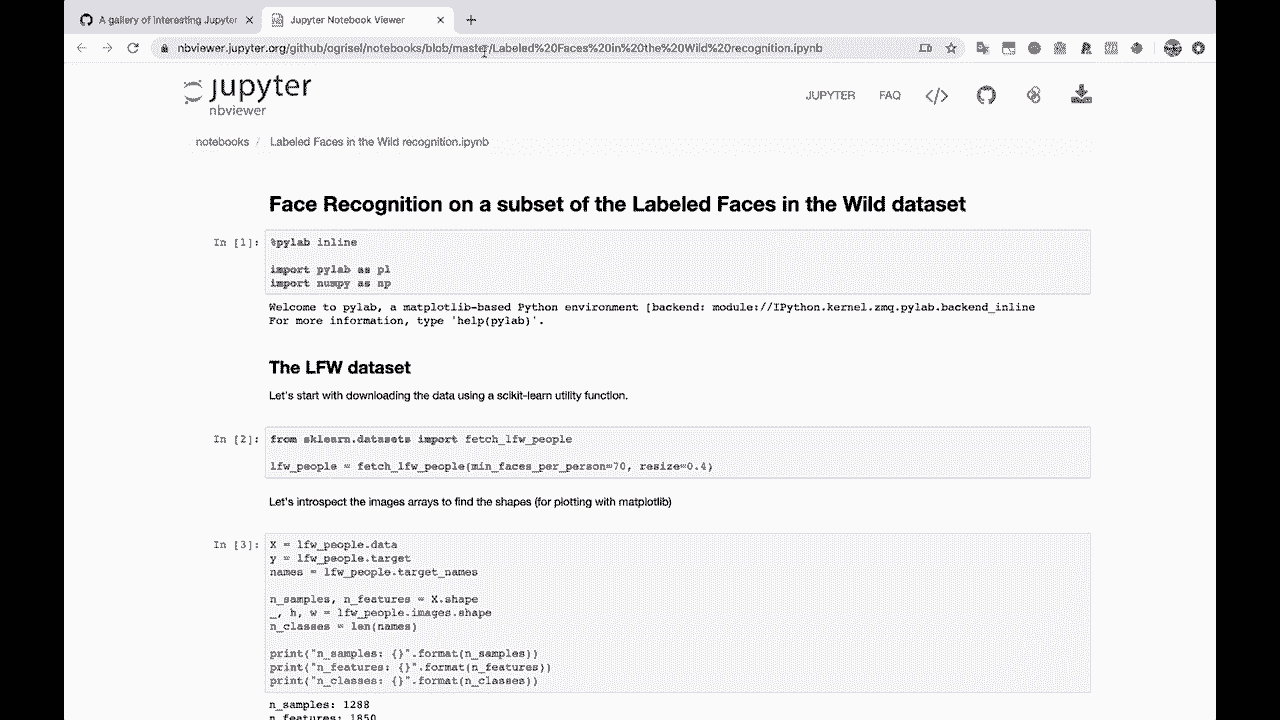 A gallery of interesting Jupyter
Jupyter Notebook Viewer
nbviewer.jupyter.org/github/ogrisel/notebooks/blob/master/Labeled%20Faces%20in%20the%20Wild%20recognition.ipynb
jupyter
nbviewer
JUPYTER
FAQ
notebooks / Labeled Faces in the Wild recognition.ipynb
Face Recognition on a subset of the Labeled Faces in the Wild dataset
In [1]: %pylab inline
import pylab as pl
import numpy as np
Welcome to pylab, a matplotlib-based Python environment [backend: module://IPython.kernel.zmq.pylab.backend_inline
For more information, type 'help(pylab)'.
The LFW dataset
Let's start with downloading the data using a scikit-learn utility function.
In [2]: from sklearn.datasets import fetch_lfw_people
lfw_people = fetch_lfw_people(min_faces_per_person=70, resize=0.4)
Let's introspect the images arrays to find the shapes (for plotting with matplotlib)
In [3]: X = lfw_people.data
y = lfw_people.target
names = lfw_people.target_names
n_samples, n_features = X.shape
_, h, w = lfw_people.images.shape
n_classes = len(names)
print("n_samples: {}".format(n_samples))
print("n_features: {}".format(n_features))
print("n_classes: {}".format(n_classes))
n_samples: 1288
n_features: 1850